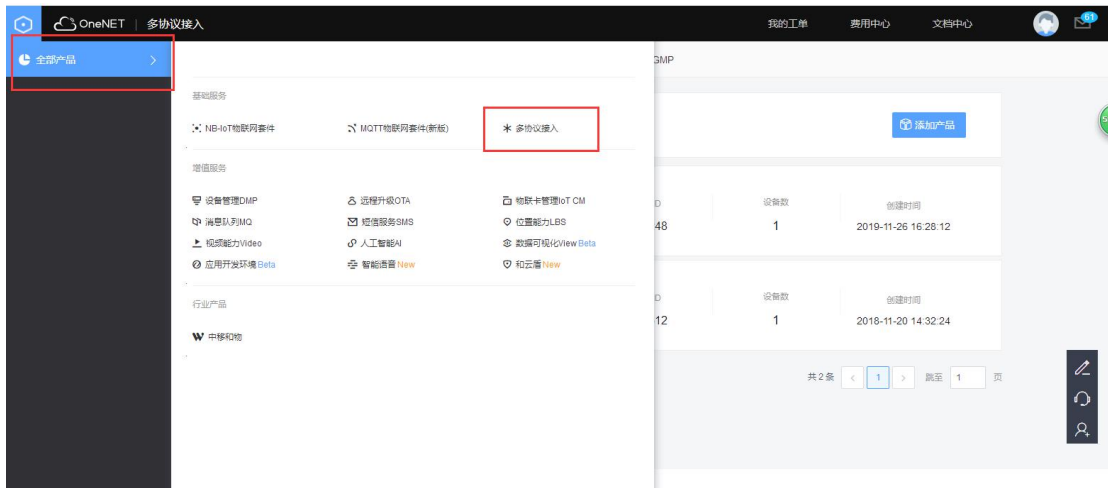 OneNET | 多协议接入 我的工单 费用中心 文档中心 61
全部产品
GMP
基础服务
NB-IoT物联网套件 MQTT物联网套件(新版) 多协议接入
添加产品
增值服务
设备管理DMP 远程升级OTA 物联卡管理IoT CM
消息队列MQ 短信服务SMS 位置能力LBS
视频能力Video 人工智能AI 数据可视化View Beta
应用开发环境 Beta 智能语音 New 和云盾 New
D 设备数 创建时间
48 1 2019-11-26 16:28:12
行业产品
中移和物
D 设备数 创建时间
12 1 2018-11-20 14:32:24
共2条 1 跳至 1 页